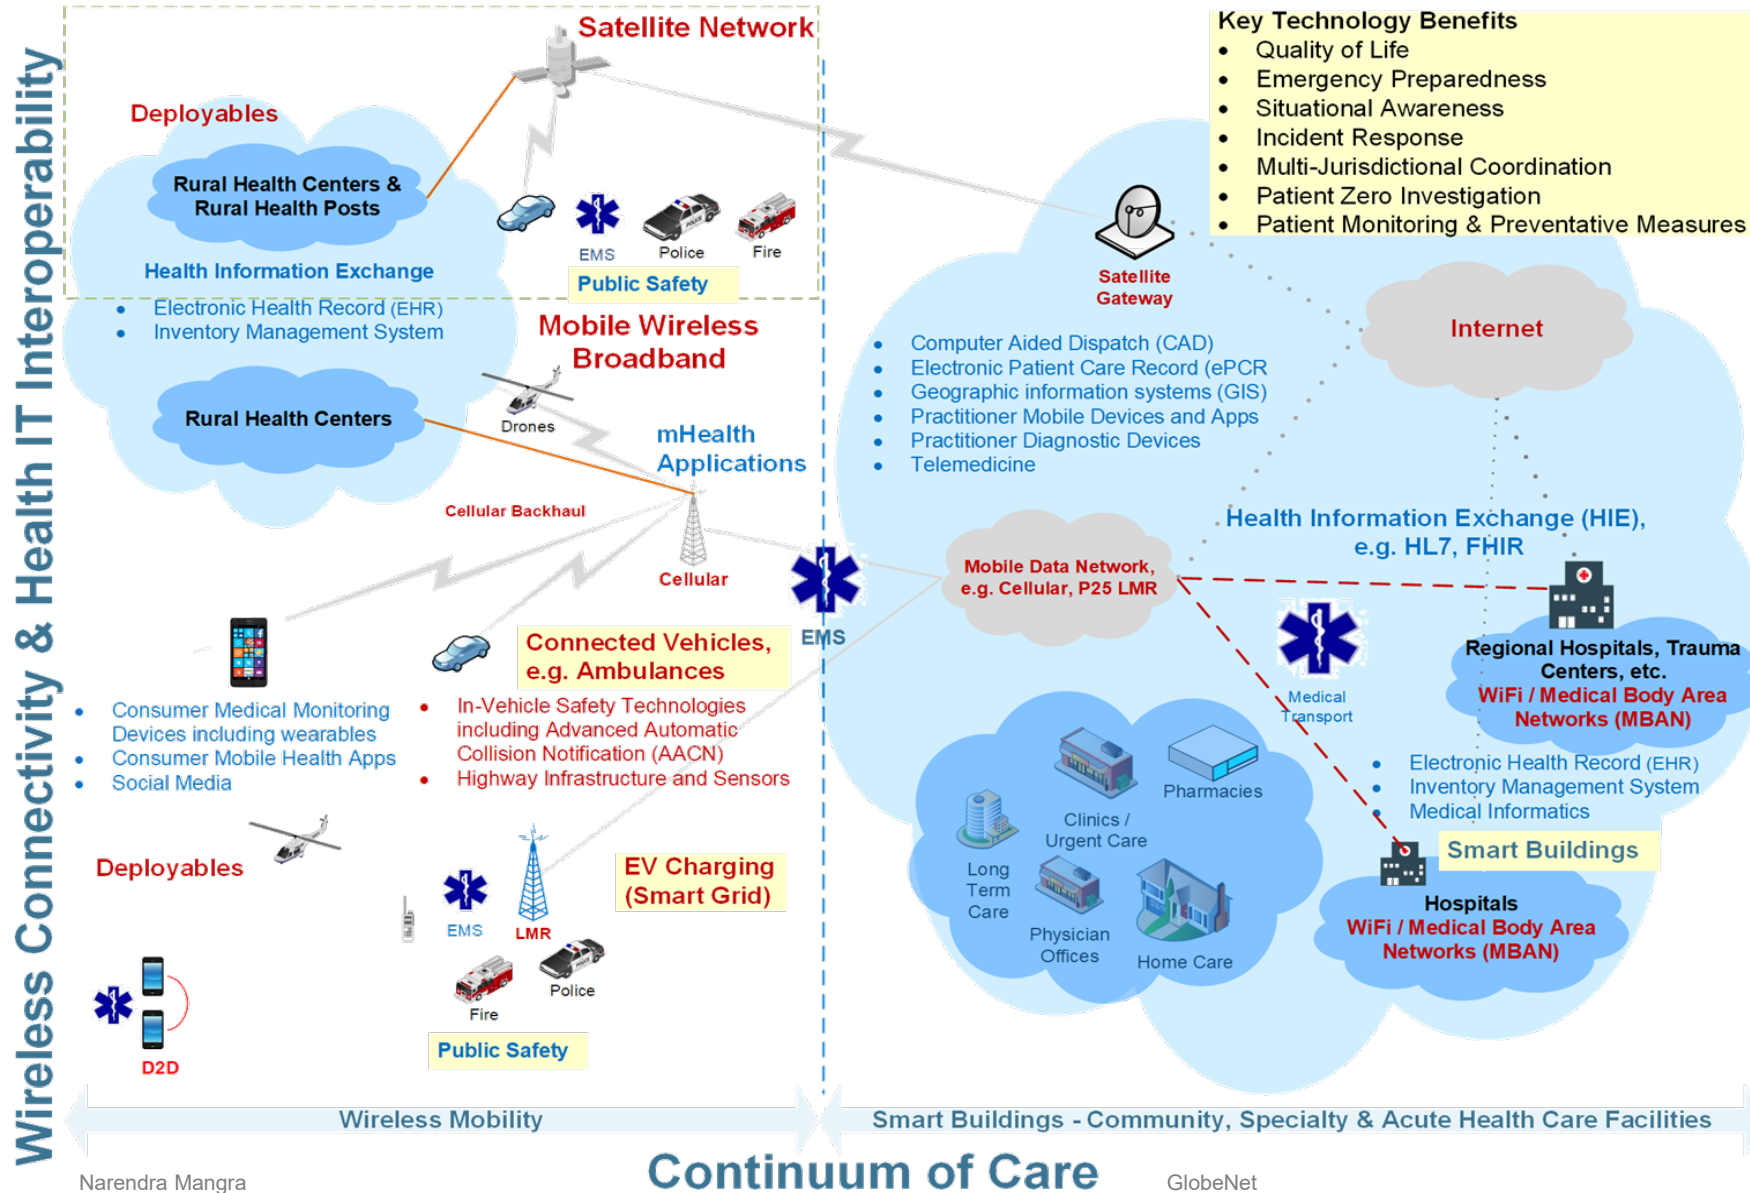 Wireless Connectivity & Health IT Interoperability
Satellite Network
Deployables
Rural Health Centers &
Rural Health Posts
EMS
Police
Fire
Public Safety
Health Information Exchange
• Electronic Health Record (EHR)
• Inventory Management System
Mobile Wireless
Broadband
Rural Health Centers
Drones
mHealth
Applications
Cellular Backhaul
Cellular
EMS
Connected Vehicles,
e.g. Ambulances
• Consumer Medical Monitoring
Devices including wearables
• Consumer Mobile Health Apps
• Social Media
• In-Vehicle Safety Technologies
including Advanced Automatic
Collision Notification (AACN)
• Highway Infrastructure and Sensors
Deployables
EV Charging
(Smart Grid)
EMS
LMR
POLICE
Police
Fire
Public Safety
D2D
Key Technology Benefits
• Quality of Life
• Emergency Preparedness
• Situational Awareness
• Incident Response
• Multi-Jurisdictional Coordination
• Patient Zero Investigation
• Patient Monitoring & Preventative Measures
Satellite
Gateway
Internet
• Computer Aided Dispatch (CAD)
• Electronic Patient Care Record (ePCR
• Geographic information systems (GIS)
• Practitioner Mobile Devices and Apps
• Practitioner Diagnostic Devices
• Telemedicine
Health Information Exchange (HIE),
e.g. HL7, FHIR
Mobile Data Network,
e.g. Cellular, P25 LMR
Medical
Transport
Regional Hospitals, Trauma
Centers, etc.
WiFi / Medical Body Area
Networks (MBAN)
• Electronic Health Record (EHR)
• Inventory Management System
• Medical Informatics
Smart Buildings
Hospitals
WiFi / Medical Body Area
Networks (MBAN)
Pharmacies
Clinics /
Urgent Care
Long
Term
Care
Physician
Offices
Home Care
Wireless Mobility
Smart Buildings - Community, Specialty & Acute Health Care Facilities
Continuum of Care
Narendra Mangra
GlobeNet